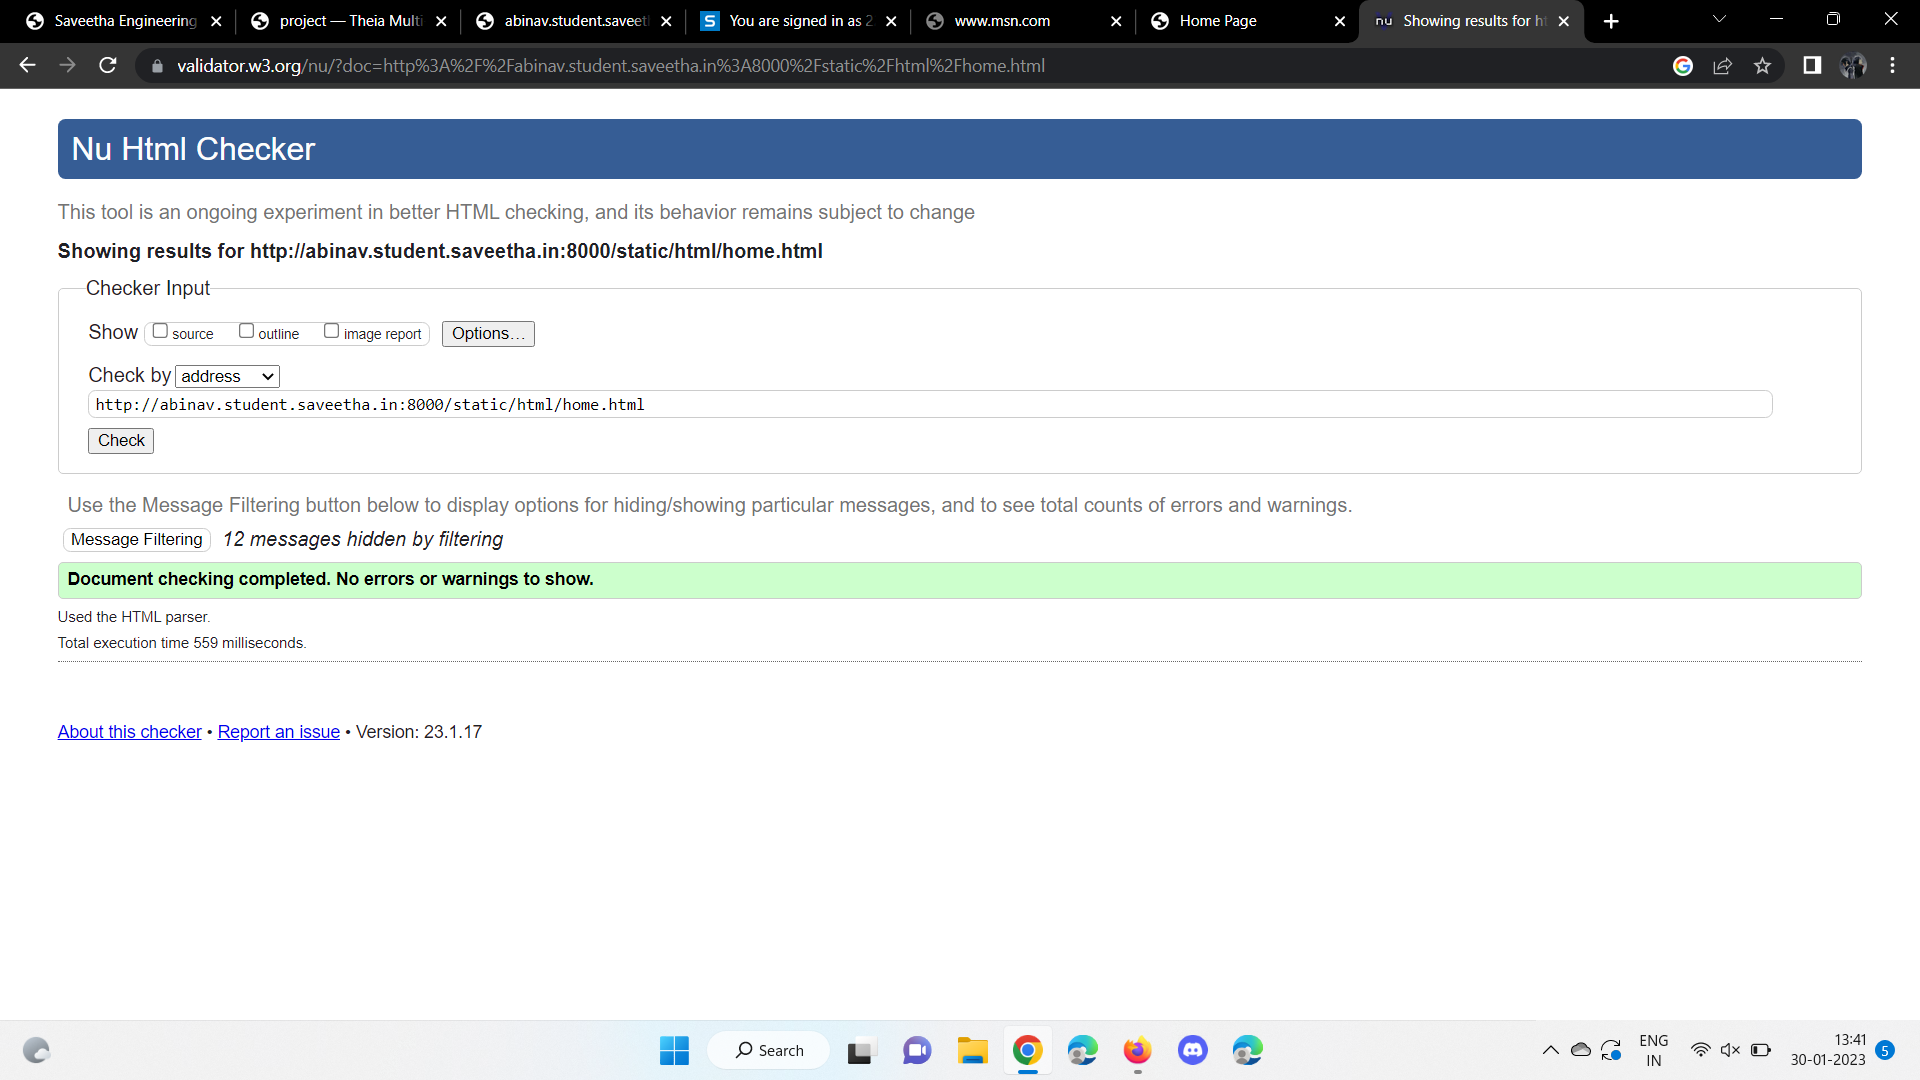 Saveetha Engineering
project — Theia Multi
abinav.student.saveet
S You are signed in as 2
www.msn.com
Home Page
nu Showing results for ht
validator.w3.org/nu/?doc=http%3A%2F%2Fabinav.student.saveetha.in%3A8000%2Fstatic%2Fhtml%2Fhome.html
Nu Html Checker
This tool is an ongoing experiment in better HTML checking, and its behavior remains subject to change
Showing results for http://abinav.student.saveetha.in:8000/static/html/home.html
Checker Input
Show source outline image report Options...
Check by address
http://abinav.student.saveetha.in:8000/static/html/home.html
Check
Use the Message Filtering button below to display options for hiding/showing particular messages, and to see total counts of errors and warnings.
Message Filtering 12 messages hidden by filtering
Document checking completed. No errors or warnings to show.
Used the HTML parser.
Total execution time 559 milliseconds.
About this checker • Report an issue • Version: 23.1.17
Search
ENG
IN
13:41
30-01-2023
5